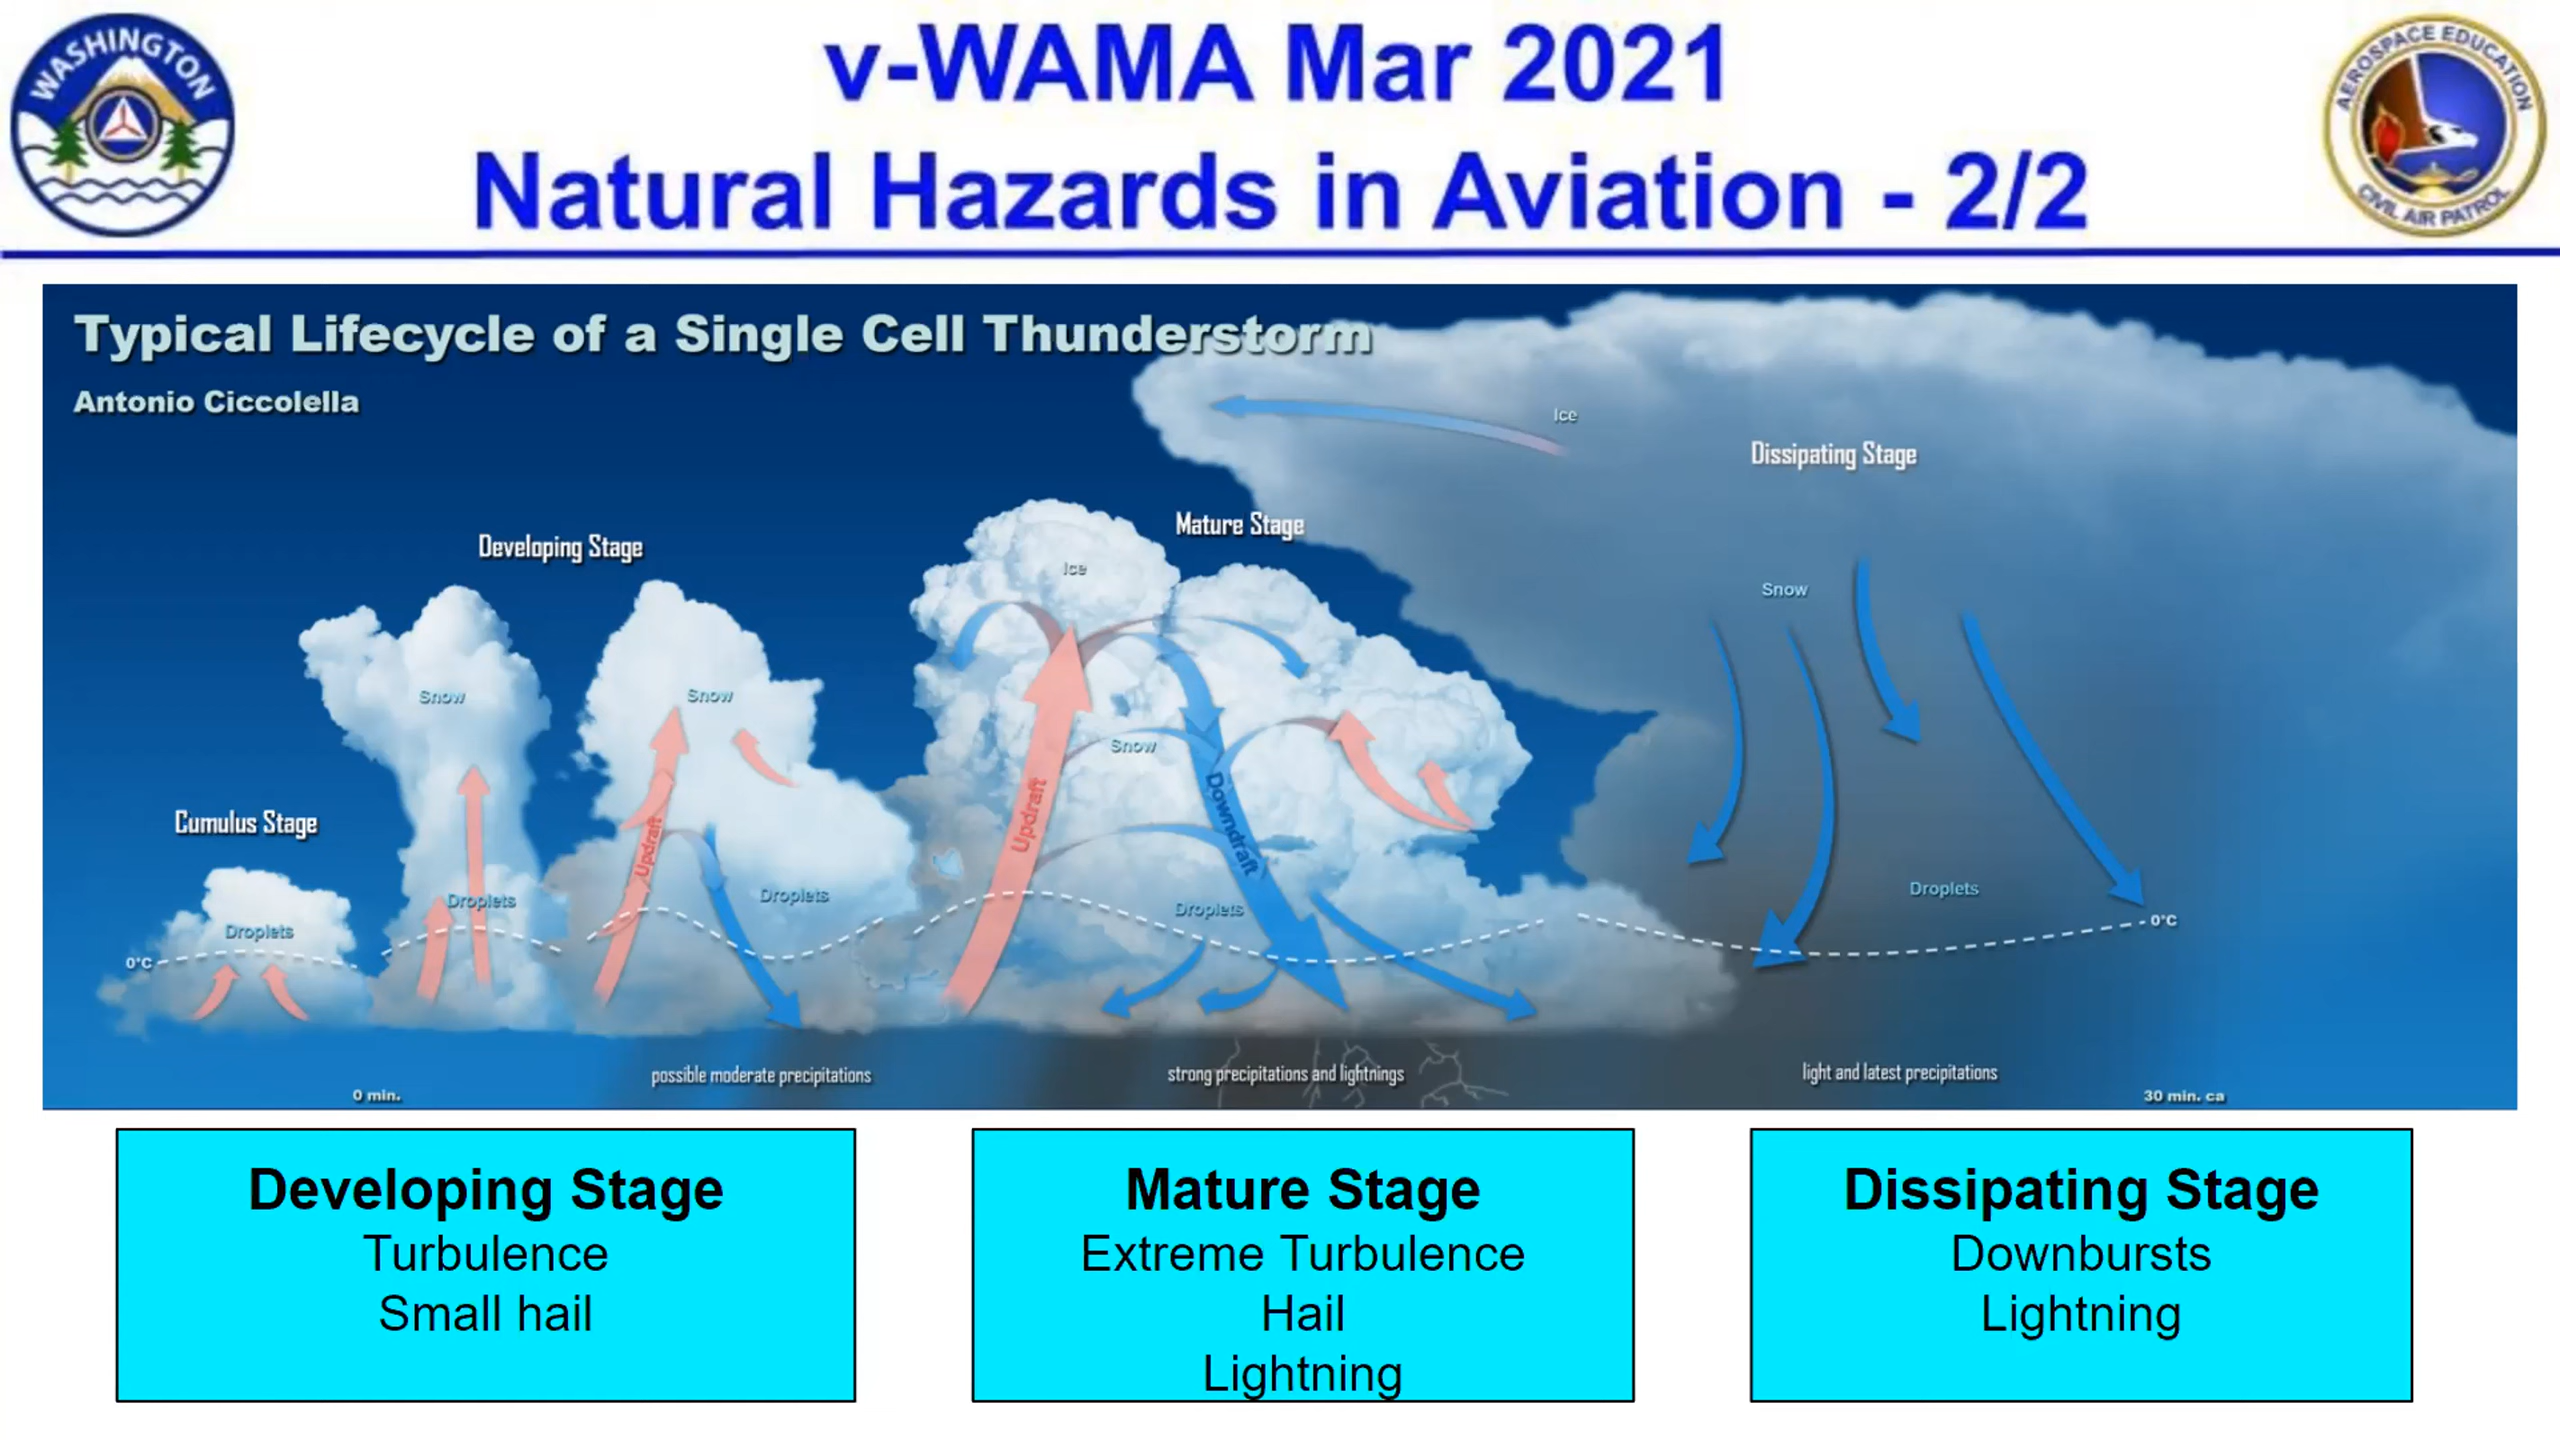 v-WAMA Mar 2021
Natural Hazards in Aviation - 2/2
WASHINGTON
AEROSPACE EDUCATION
CIVIL AIR PATROL
Typical Lifecycle of a Single Cell Thunderstorm
Antonio Ciccolella
Ice
Dissipating Stage
Mature Stage
Developing Stage
Ice
Snow
Snow
Snow
Snow
Cumulus Stage
Updraft
Updraft
Downdraft
Droplets
Droplets
Droplets
Droplets
Droplets
0°C
0°C
possible moderate precipitations
strong precipitations and lightnings
light and latest precipitations
0 min.
30 min. ca
Developing Stage
Turbulence
Small hail
Mature Stage
Extreme Turbulence
Hail
Lightning
Dissipating Stage
Downbursts
Lightning